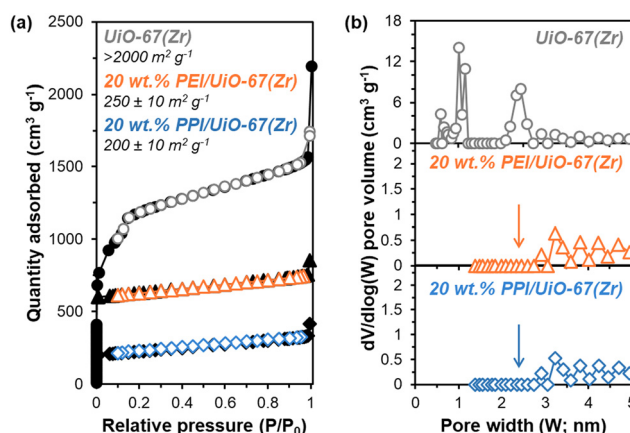 (a)
UiO-67(Zr)
>2000 m² g⁻¹
20 wt.% PEI/UiO-67(Zr)
250 ± 10 m² g⁻¹
20 wt.% PPI/UiO-67(Zr)
200 ± 10 m² g⁻¹
Quantity adsorbed (cm³ g⁻¹)
2500
2000
1500
1000
500
0
0 0.2 0.4 0.6 0.8 1
Relative pressure (P/P₀)
(b)
UiO-67(Zr)
dV/dlog(W) pore volume (cm³ g⁻¹)
18
12
6
0
20 wt.% PEI/UiO-67(Zr)
2
1.5
1
0.5
0
20 wt.% PPI/UiO-67(Zr)
2
1.5
1
0.5
0
0 1 2 3 4 5
Pore width (W; nm)